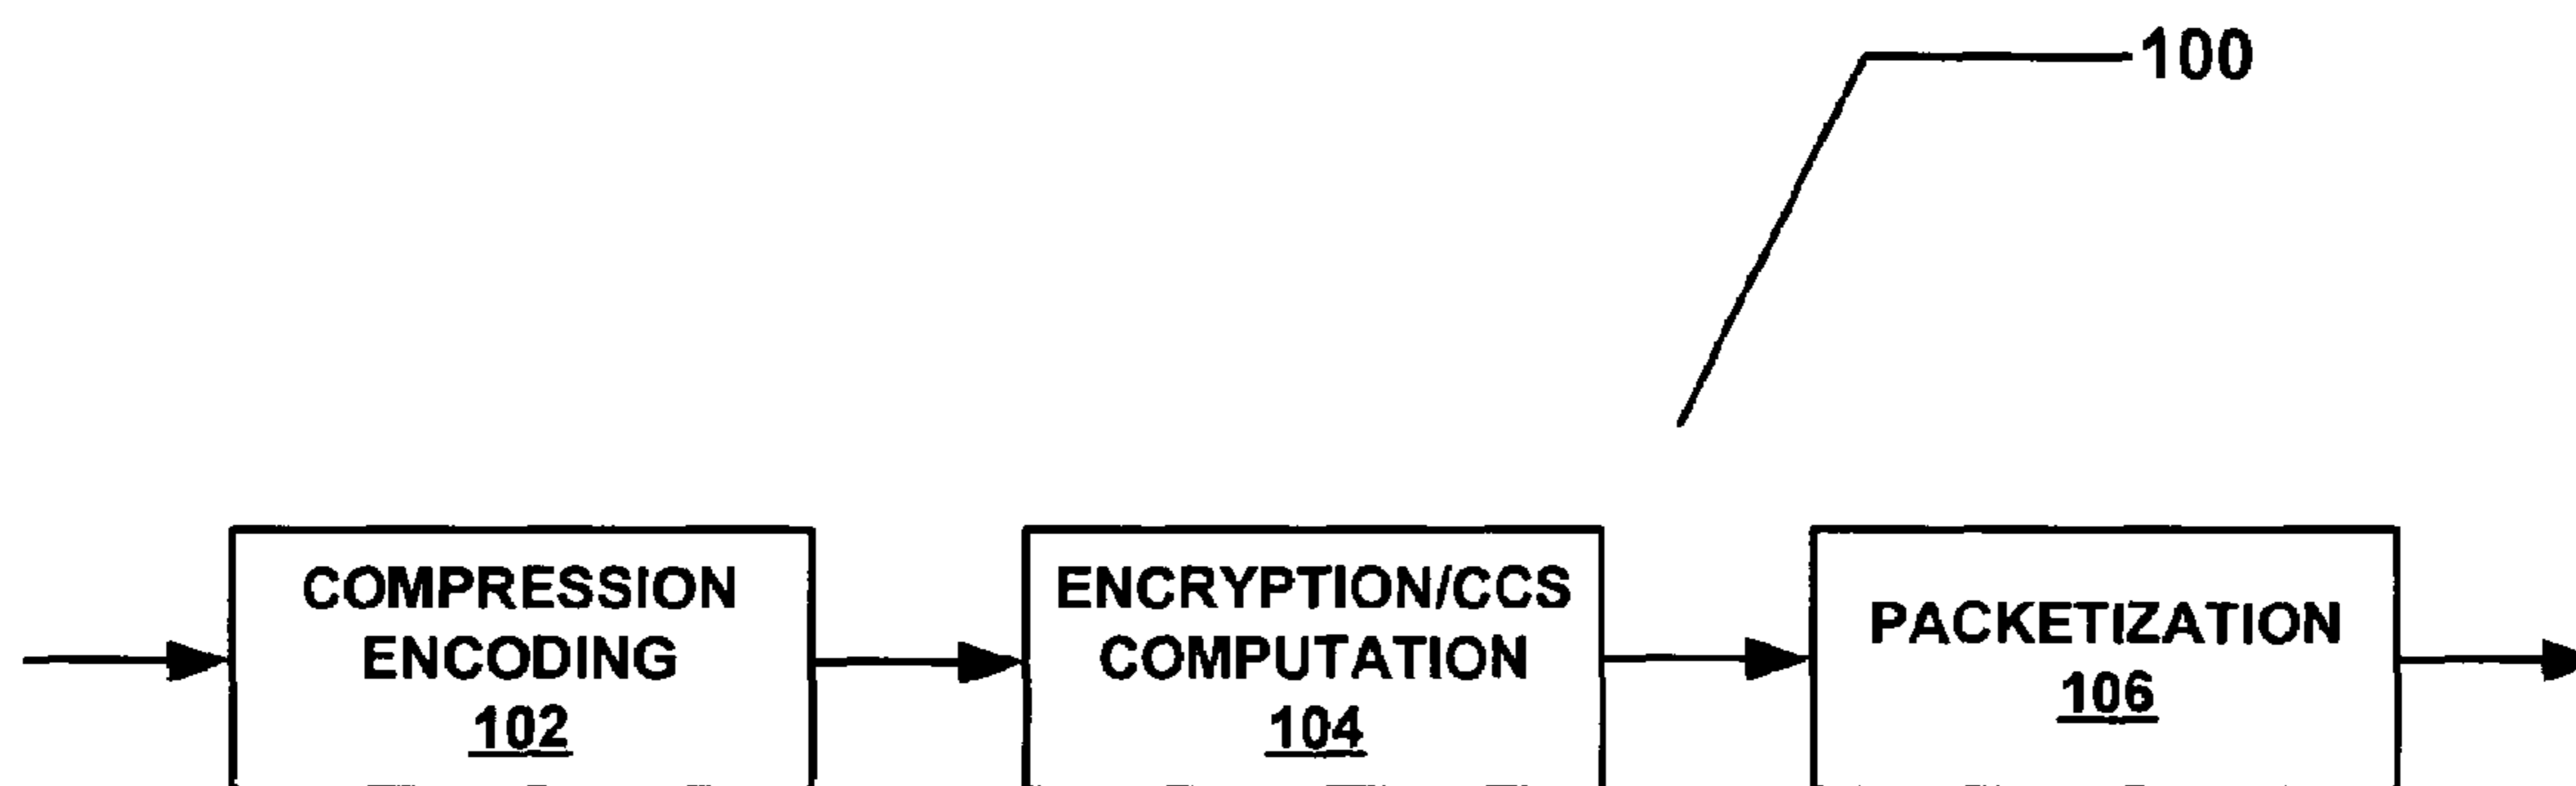 100
COMPRESSION
ENCODING
102
ENCRYPTION/CCS
COMPUTATION
104
PACKETIZATION
106